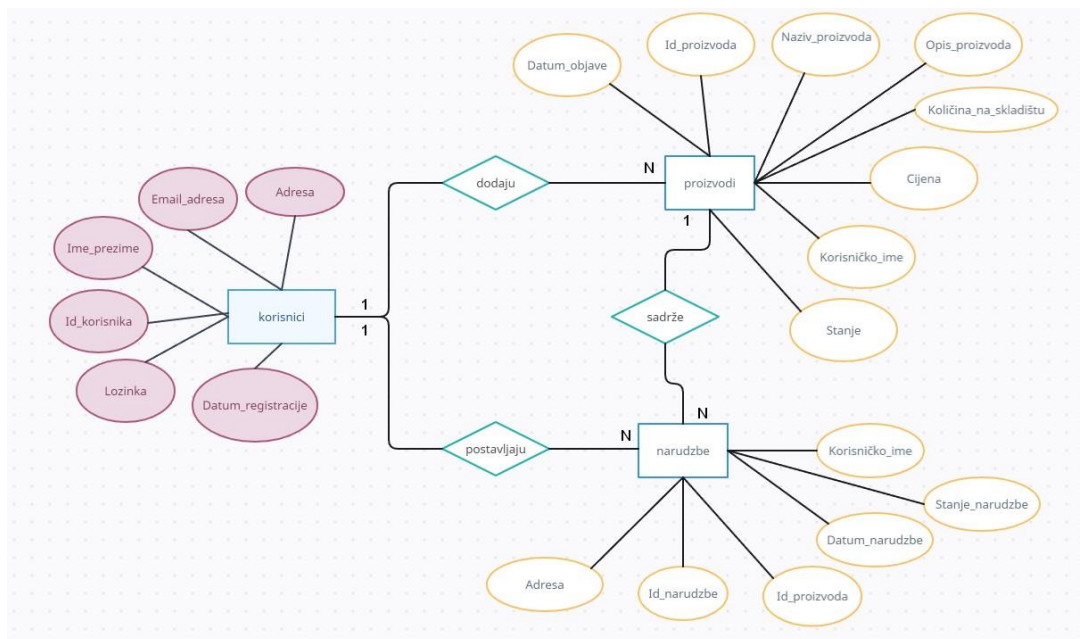 Datum_objave
Id_proizvoda
Naziv_proizvoda
Opis_proizvoda
Količina_na_skladištu
Cijena
Korisničko_ime
Stanje
dodaju
N
proizvodi
1
Email_adresa
Adresa
Ime_prezime
Id_korisnika
Lozinka
Datum_registracije
korisnici
1
1
sadrže
N
postavljaju
N
narudzbe
Korisničko_ime
Stanje_narudzbe
Datum_narudzbe
Adresa
Id_narudzbe
Id_proizvoda